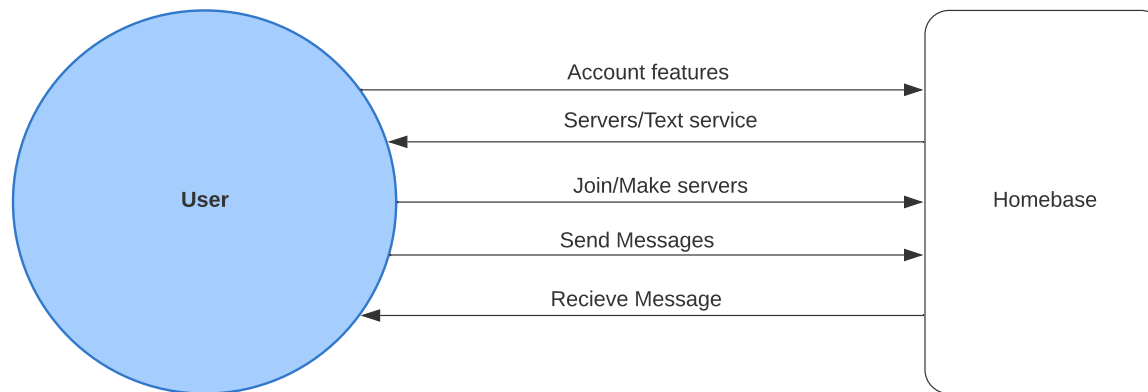 Account features
Servers/Text service
Join/Make servers
User
Homebase
Send Messages
Recieve Message